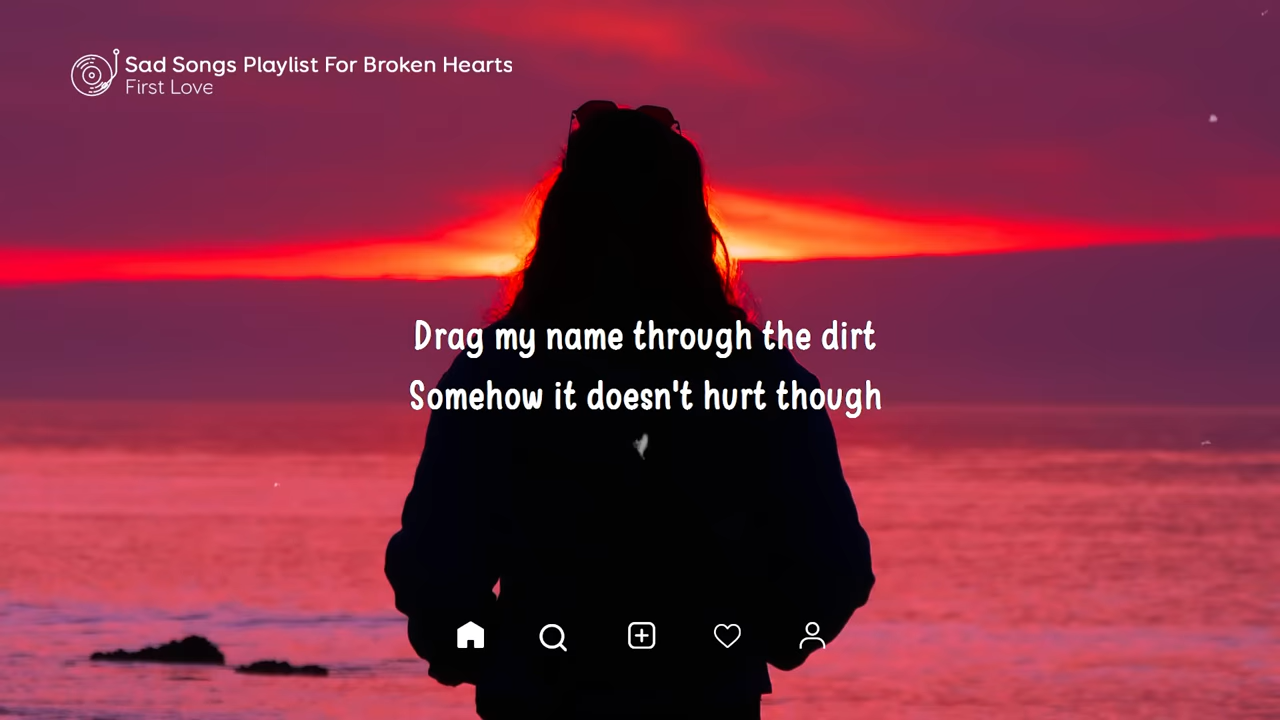 Sad Songs Playlist For Broken Hearts
First Love
Drag my name through the dirt
Somehow it doesn't hurt though